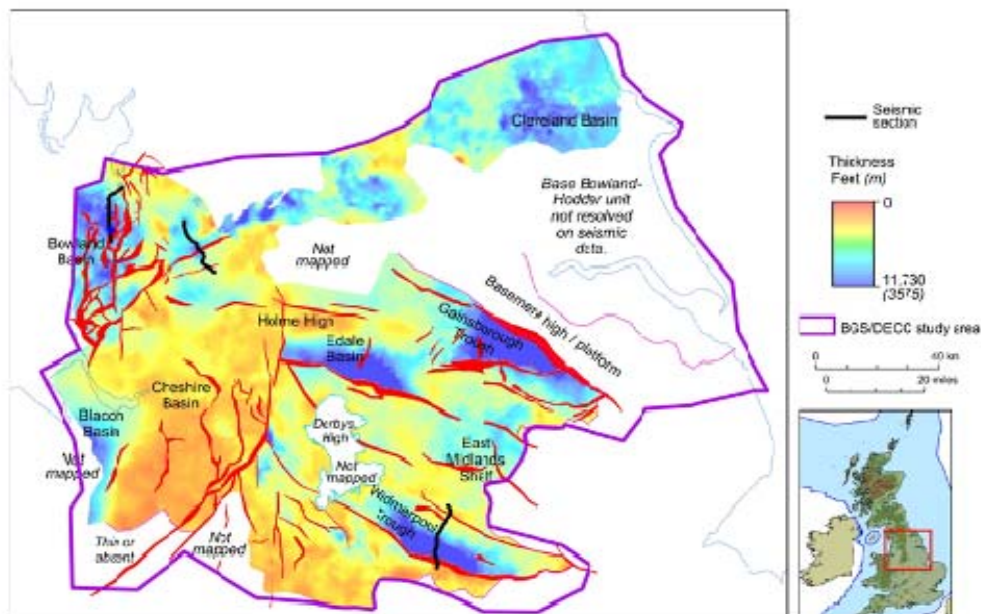 Cleveland Basin
Base Bowland-
Hodder unit
not resolved
on seismic
data.
Bowland
Basin
Not
mapped
Basement high / platform
Gainsborough
Trough
Holme High
Edale
Basin
Cheshire
Basin
Blacon
Basin
Derbys.
High
Not
mapped
East
Midlands
Shelf
Not
mapped
Widmerpool
Trough
Thin or
absent
Not
mapped
Seismic
section
Thickness
Feet (m)
0
11,730
(3575)
BGS/DECC study area
0 40 km
0 20 miles